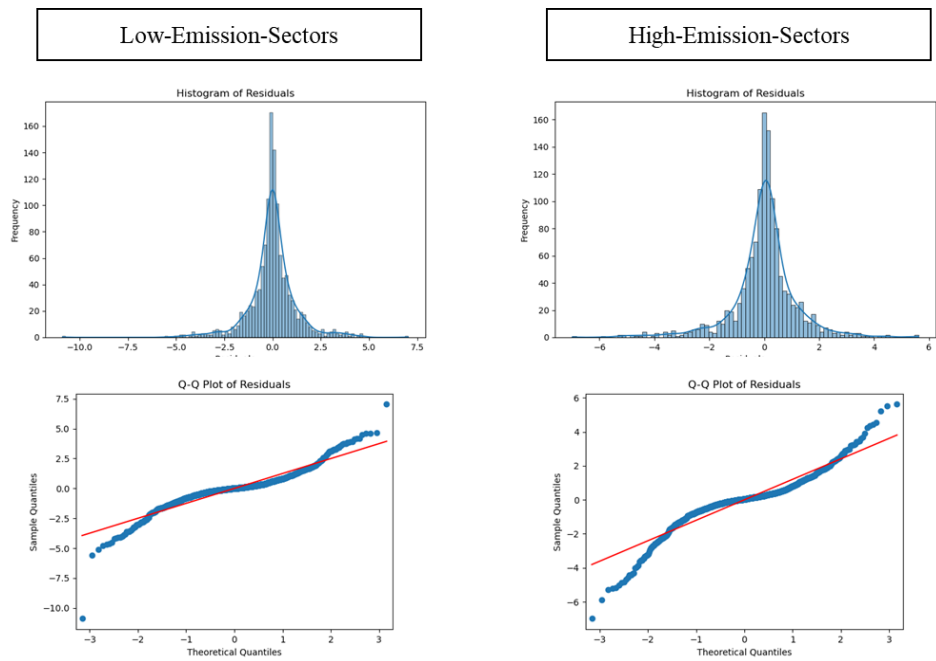 Low-Emission-Sectors
High-Emission-Sectors
Histogram of Residuals
Frequency
160
140
120
100
80
60
40
20
0
−10.0 −7.5 −5.0 −2.5 0.0 2.5 5.0 7.5
Histogram of Residuals
Frequency
160
140
120
100
80
60
40
20
0
−6 −4 −2 0 2 4 6
Q-Q Plot of Residuals
Sample Quantiles
7.5
5.0
2.5
0.0
−2.5
−5.0
−7.5
−10.0
−3 −2 −1 0 1 2 3
Theoretical Quantiles
Q-Q Plot of Residuals
Sample Quantiles
6
4
2
0
−2
−4
−6
−3 −2 −1 0 1 2 3
Theoretical Quantiles